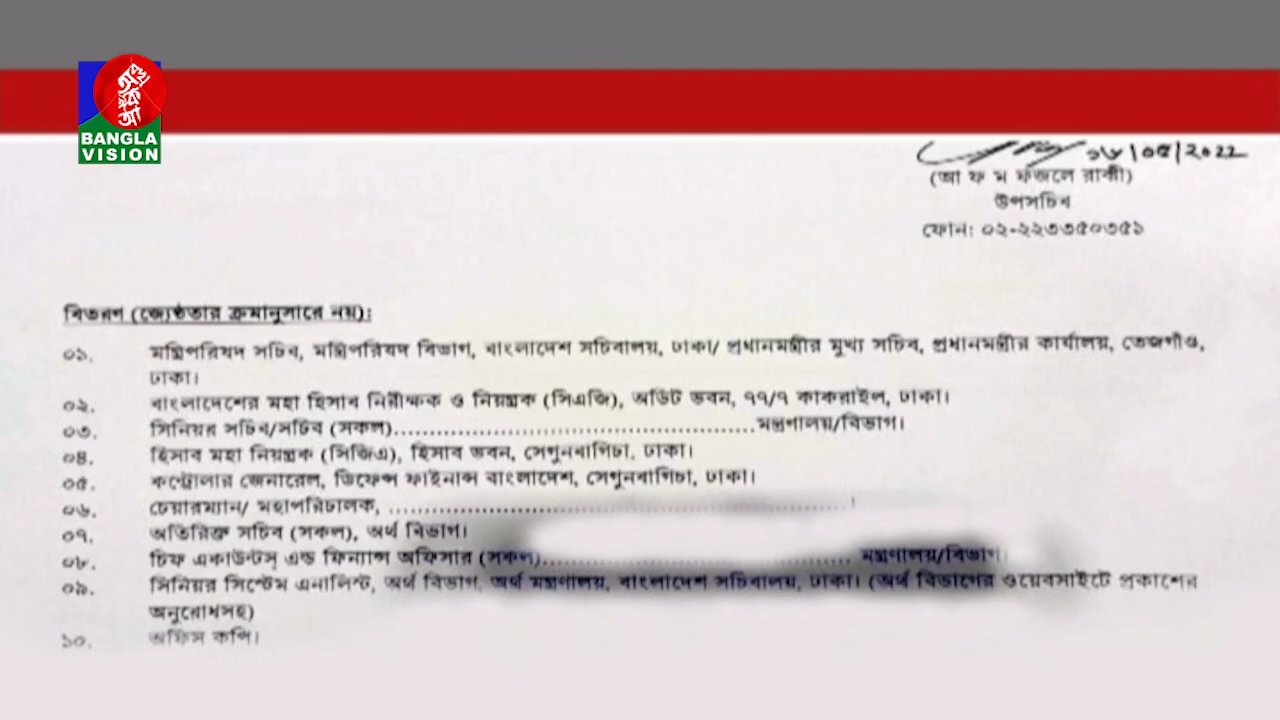 BANGLA
VISION
১৬/০৫/২০২২
(আ ফ ম ফজলে রাব্বী)
উপসচিব
ফোন: ০২-২২৩৩৫০৩৫১
বিতরণ (জ্যেষ্ঠতার ক্রমানুসারে নয়):
০১. মন্ত্রিপরিষদ সচিব, মন্ত্রিপরিষদ বিভাগ, বাংলাদেশ সচিবালয়, ঢাকা/ প্রধানমন্ত্রীর মুখ্য সচিব, প্রধানমন্ত্রীর কার্যালয়, তেজগাঁও,
ঢাকা।
০২. বাংলাদেশের মহা হিসাব নিরীক্ষক ও নিয়ন্ত্রক (সিএজি), অডিট ভবন, ৭৭/৭ কাকরাইল, ঢাকা।
০৩. সিনিয়র সচিব/সচিব (সকল)................................................মন্ত্রণালয়/বিভাগ।
০৪. হিসাব মহা নিয়ন্ত্রক (সিজিএ), হিসাব ভবন, সেগুনবাগিচা, ঢাকা।
০৫. কন্ট্রোলার জেনারেল, ডিফেন্স ফাইনান্স বাংলাদেশ, সেগুনবাগিচা, ঢাকা।
০৬. চেয়ারম্যান/ মহাপরিচালক, ............................................................।
০৭. অতিরিক্ত সচিব (সকল), অর্থ বিভাগ।
০৮. চিফ একাউন্টস্ এন্ড ফিন্যান্স অফিসার (সকল)......................................... মন্ত্রণালয়/বিভাগ।
০৯. সিনিয়র সিস্টেম এনালিস্ট, অর্থ বিভাগ, অর্থ মন্ত্রণালয়, বাংলাদেশ সচিবালয়, ঢাকা। (অর্থ বিভাগের ওয়েবসাইটে প্রকাশের
অনুরোধসহ)
১০. অফিস কপি।